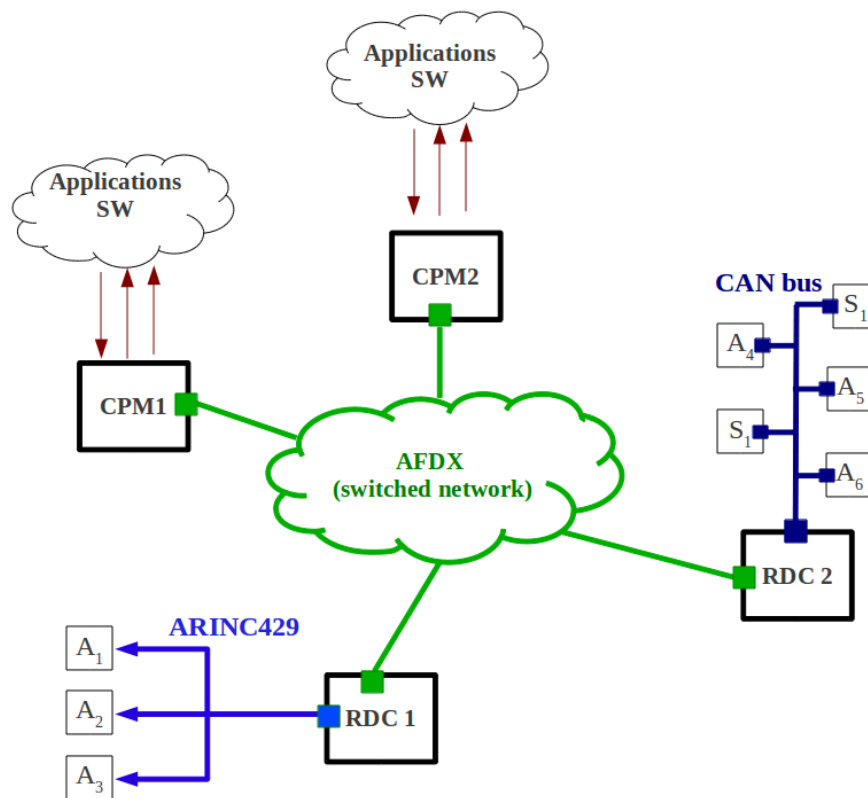 Applications
SW
Applications
SW
CPM2
CAN bus
S1
A4
CPM1
A5
S1
AFDX
(switched network)
A6
RDC 2
ARINC429
A1
A2
RDC 1
A3